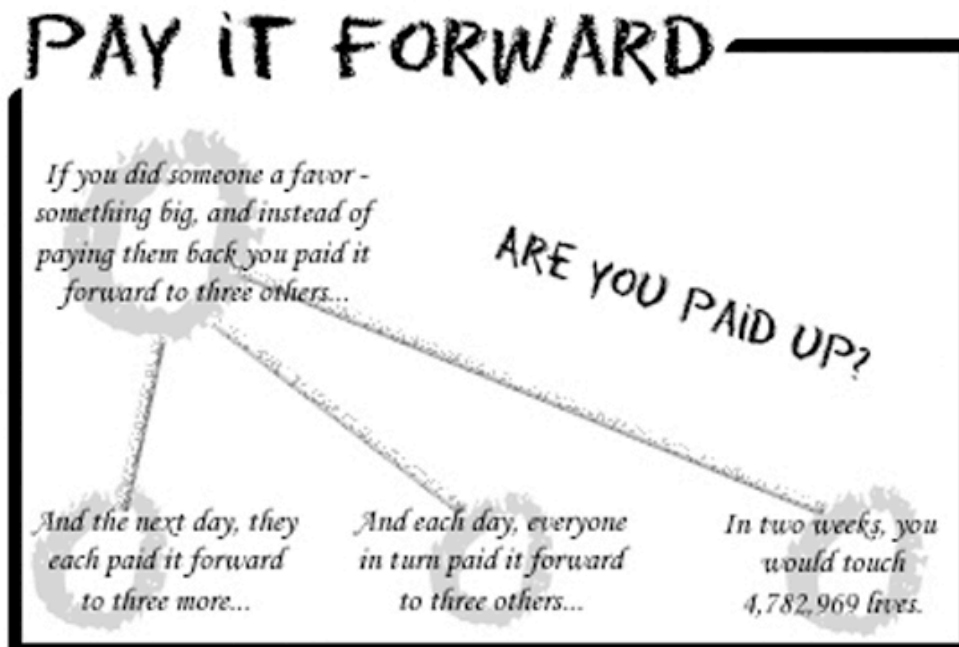 PAY iT FORWARD
If you did someone a favor -
something big, and instead of
paying them back you paid it
forward to three others...
ARE YOU PAiD UP?
And the next day, they
each paid it forward
to three more...
And each day, everyone
in turn paid it forward
to three others...
In two weeks, you
would touch
4,782,969 lives.